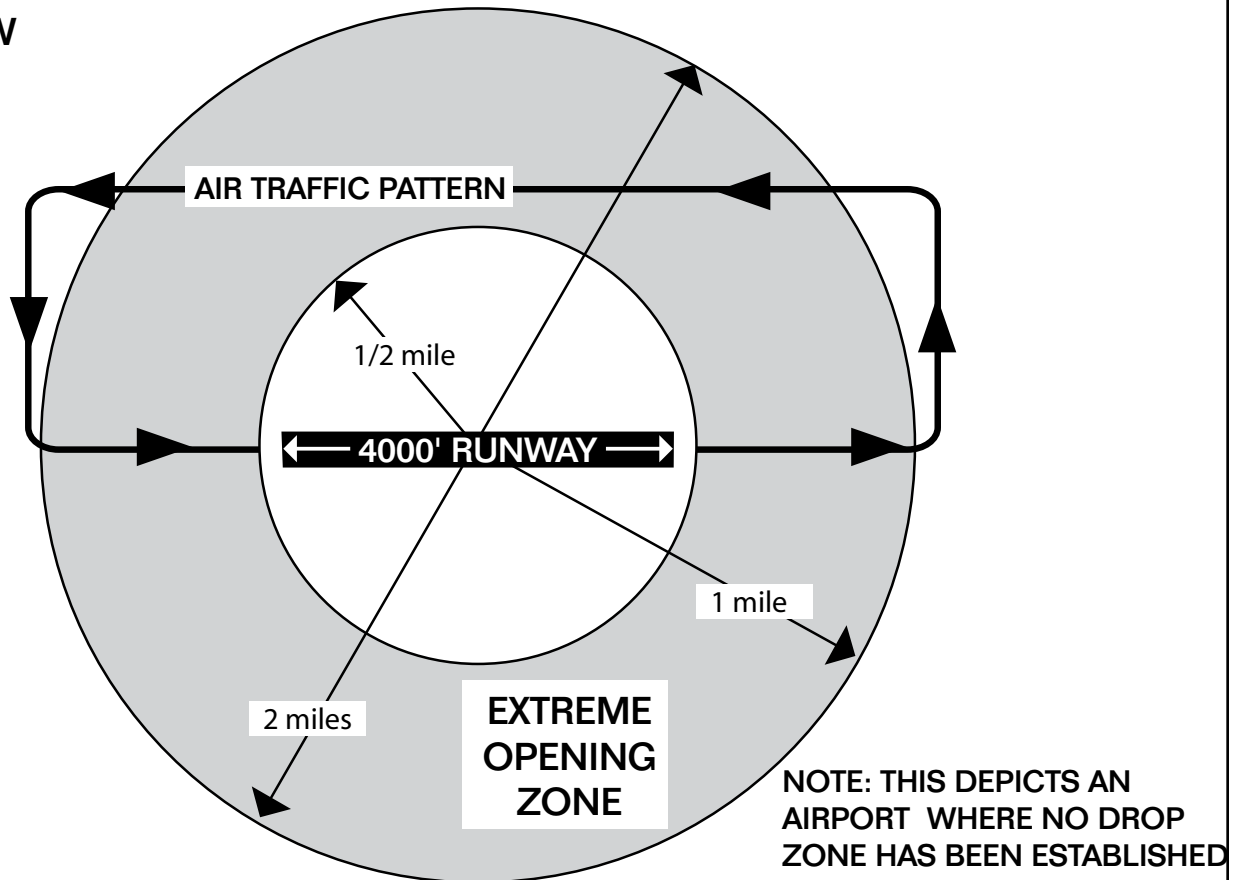 W
AIR TRAFFIC PATTERN
1/2 mile
4000' RUNWAY
1 mile
2 miles
EXTREME
OPENING
ZONE
NOTE: THIS DEPICTS AN
AIRPORT WHERE NO DROP
ZONE HAS BEEN ESTABLISHED